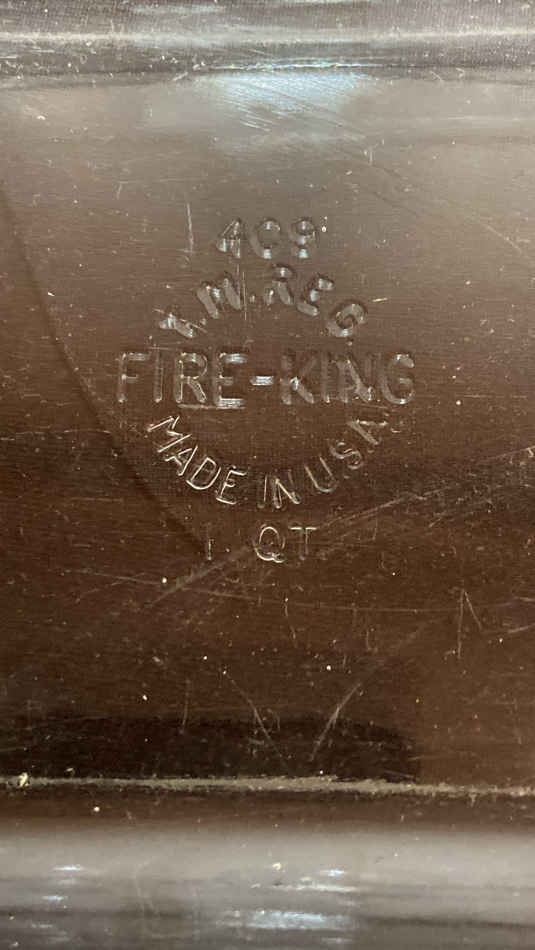 409
T M. REG.
FIRE-KING
MADE IN U.S.A.
1 QT